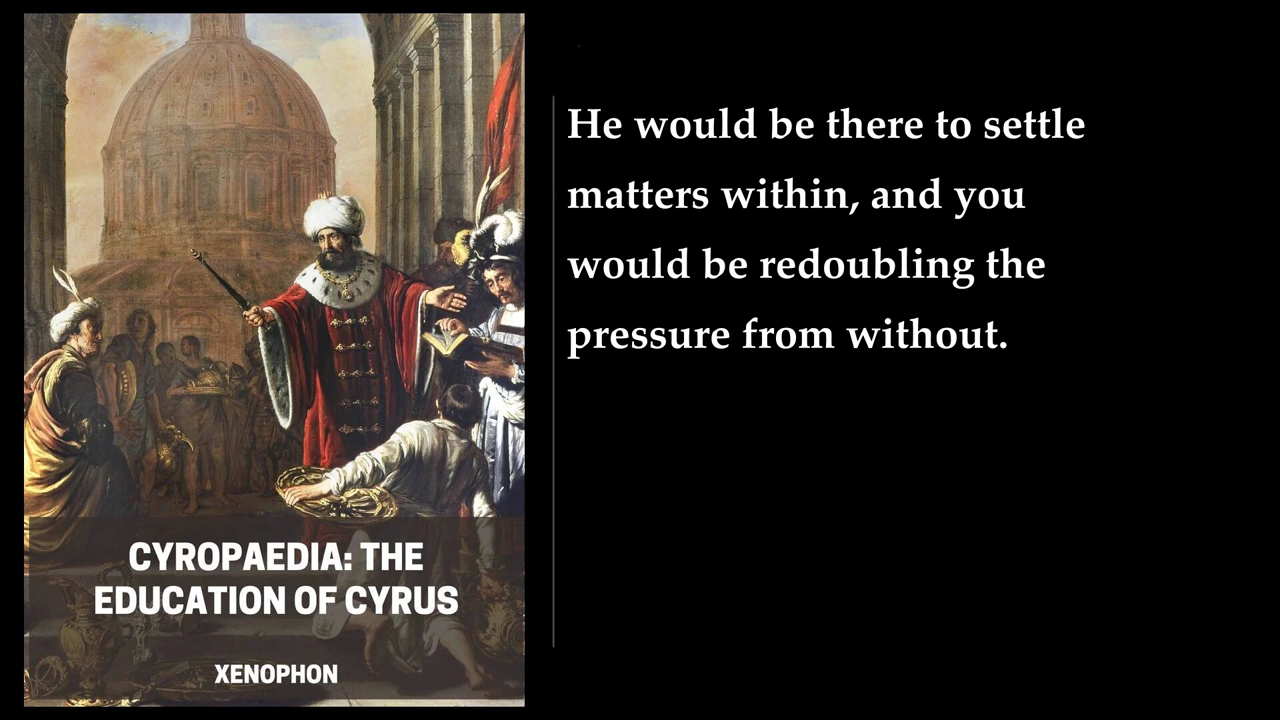 He would be there to settle
matters within, and you
would be redoubling the
pressure from without.
CYROPAEDIA: THE
EDUCATION OF CYRUS
XENOPHON